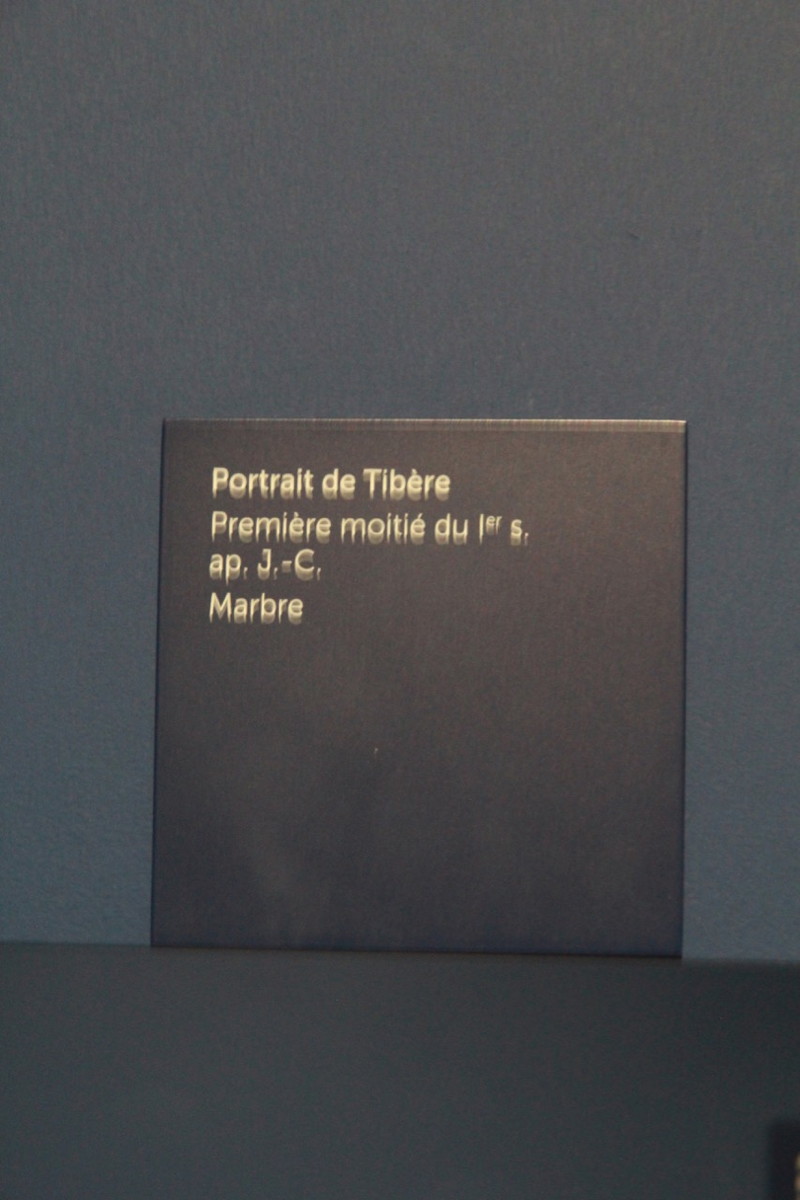 Portrait de Tibère
Première moitié du Ier s.
ap. J.-C.
Marbre